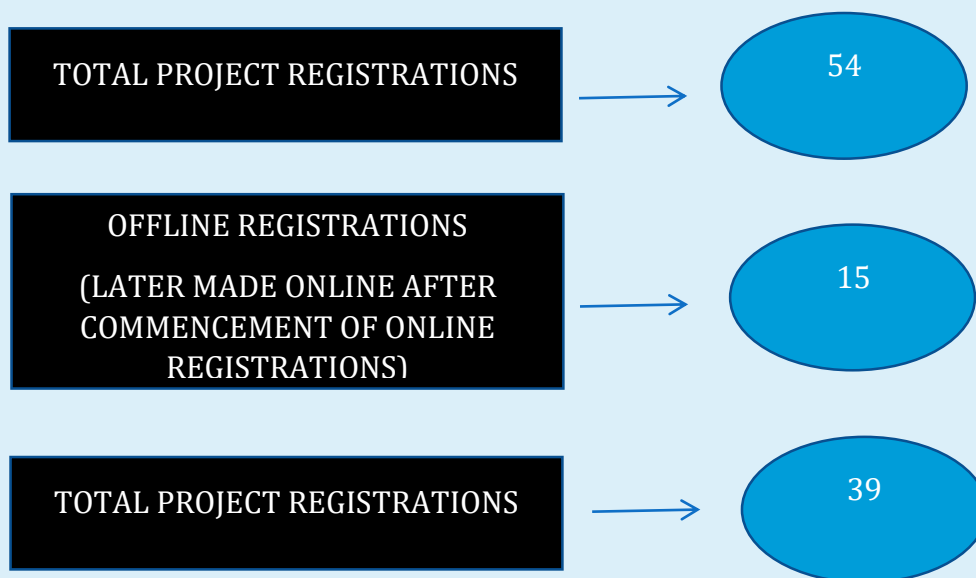 TOTAL PROJECT REGISTRATIONS
54
OFFLINE REGISTRATIONS
(LATER MADE ONLINE AFTER
COMMENCEMENT OF ONLINE
REGISTRATIONS)
15
TOTAL PROJECT REGISTRATIONS
39